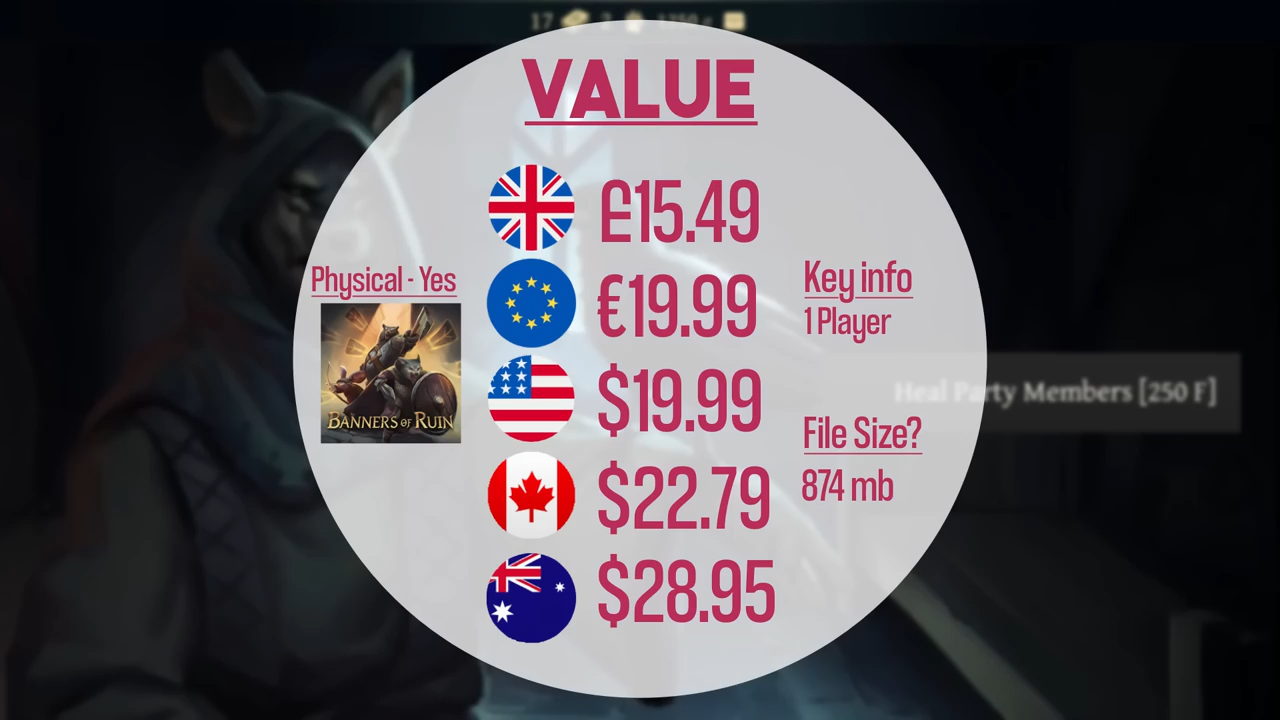 17
VALUE
£15.49
Physical - Yes
BANNERS OF RUIN
€19.99
$19.99
$22.79
$28.95
Key info
1 Player
Heal Party Members [250 F]
File Size?
874 mb